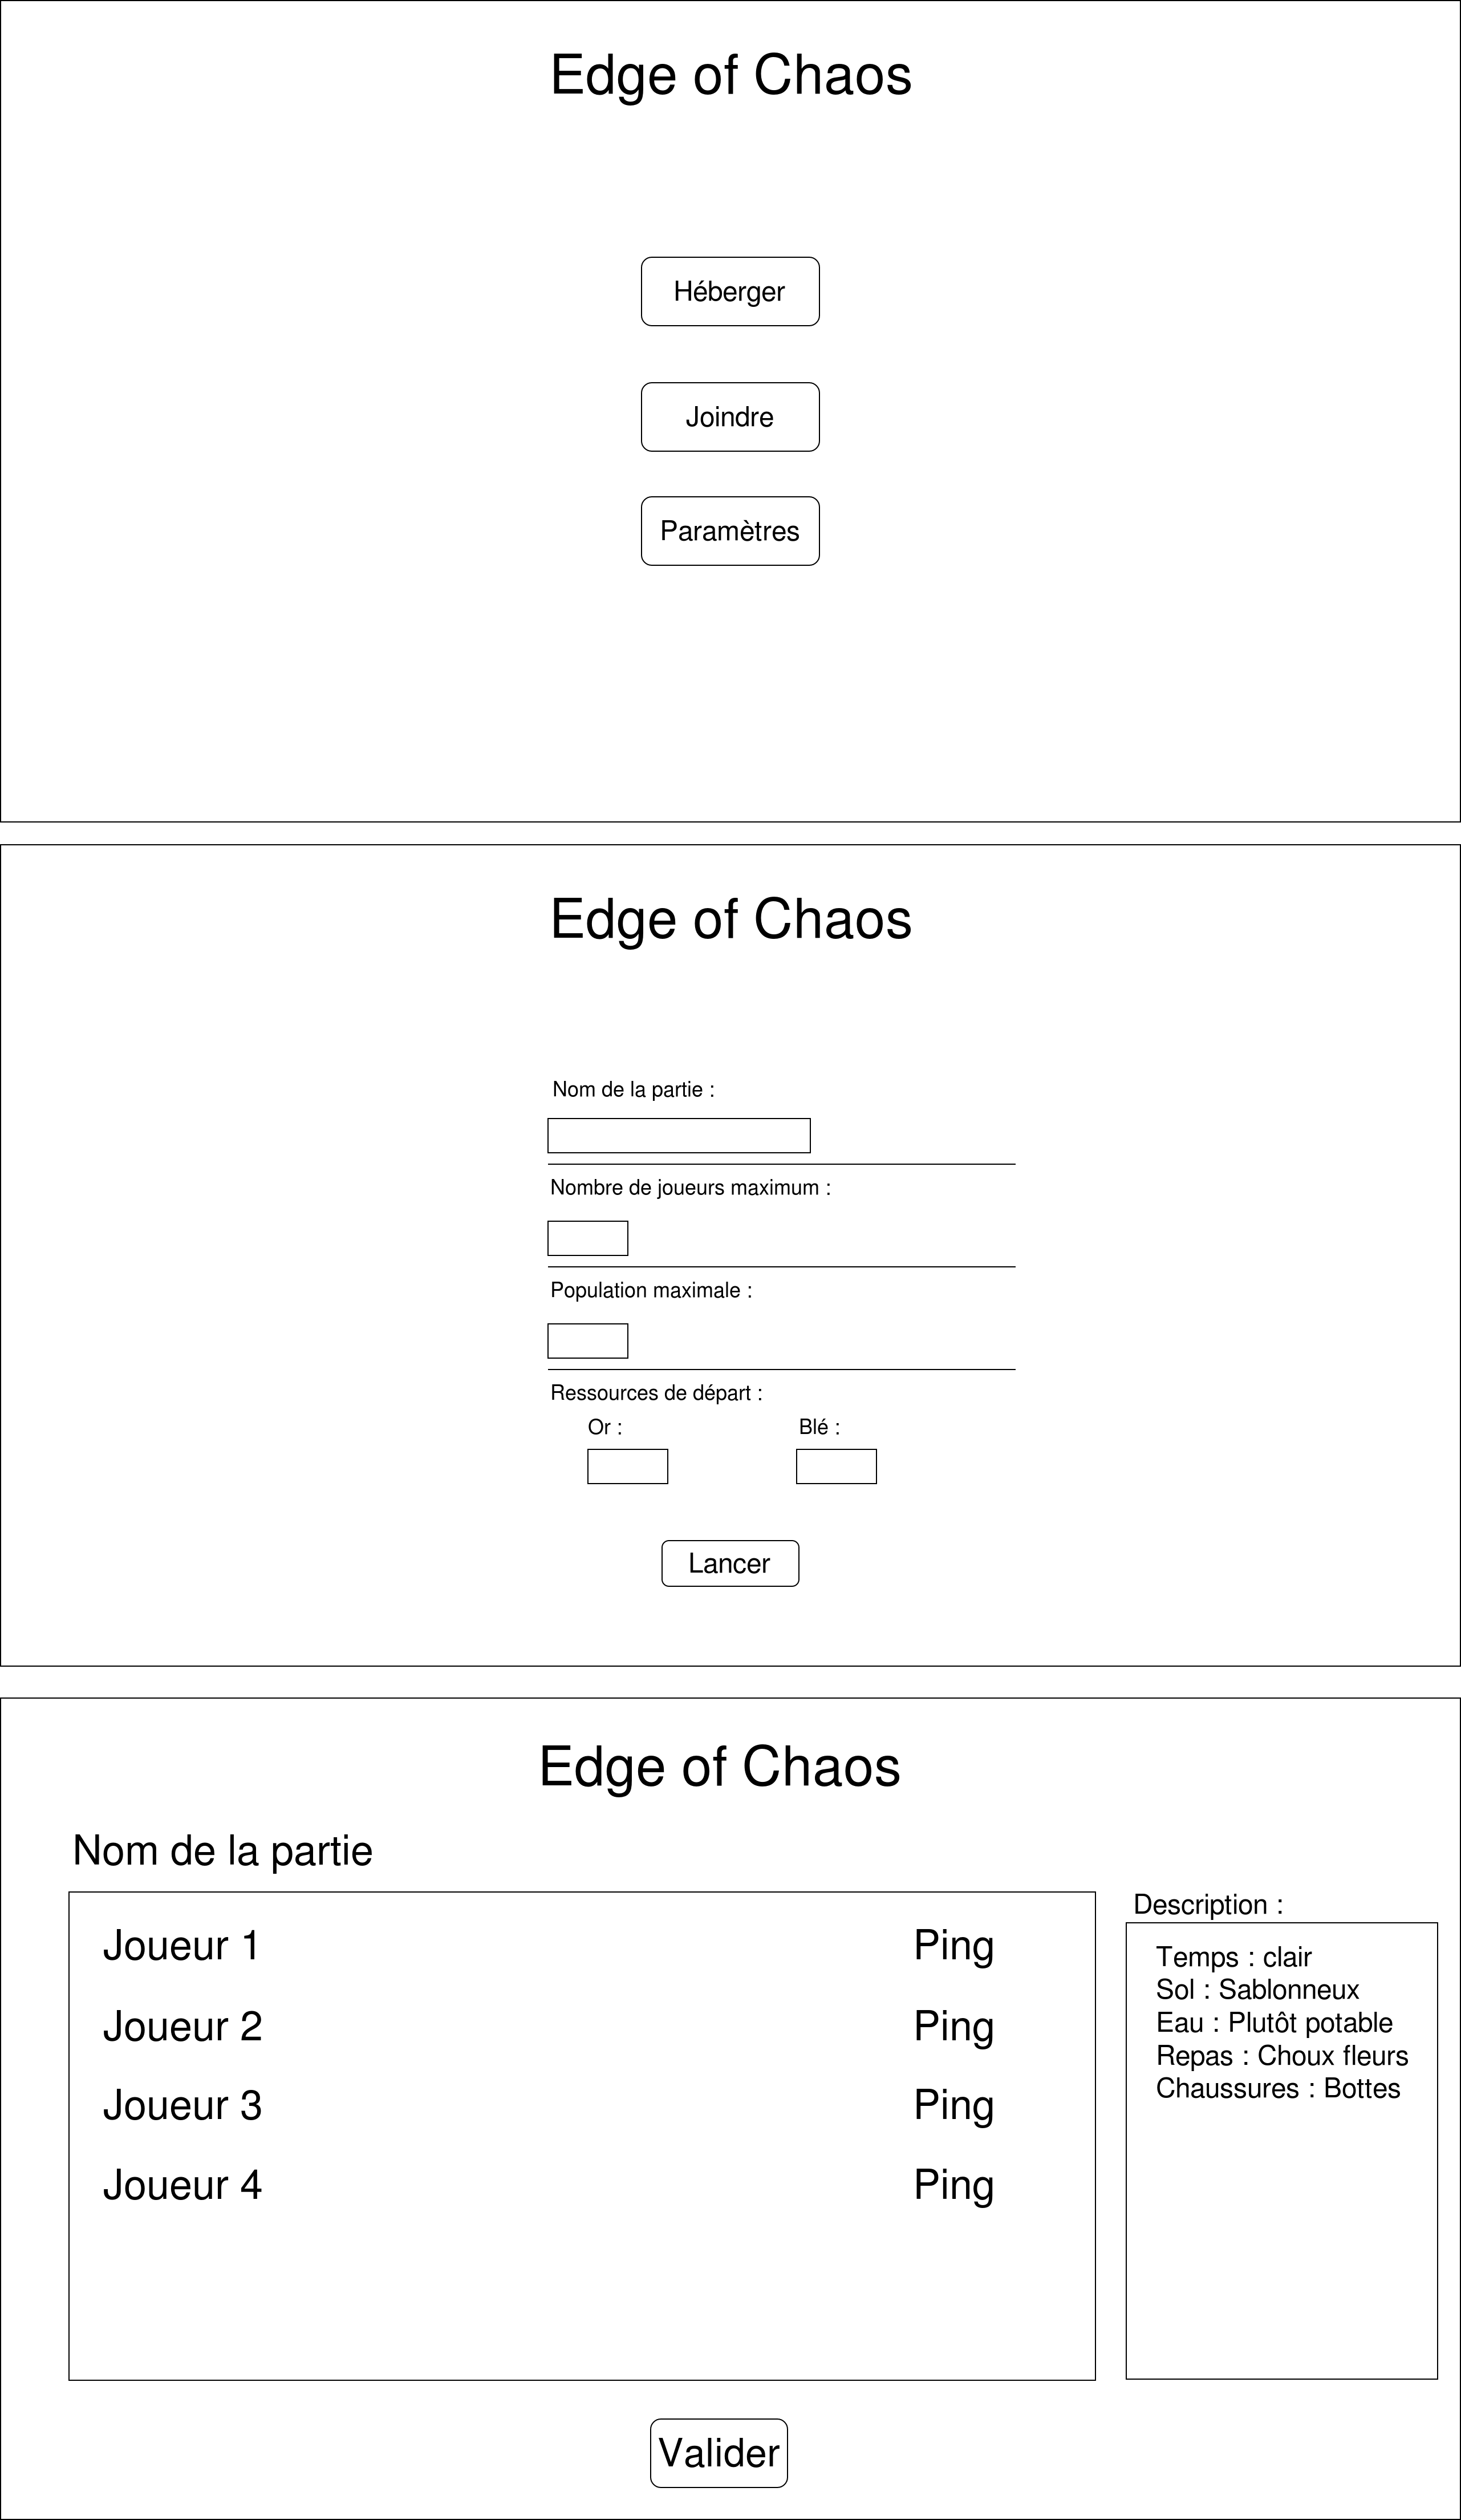 Edge of Chaos
Héberger
Joindre
Paramètres
Edge of Chaos
Nom de la partie :
Nombre de joueurs maximum :
Population maximale :
Ressources de départ :
Or : Blé :
Lancer
Edge of Chaos
Nom de la partie
Joueur 1 Ping
Joueur 2 Ping
Joueur 3 Ping
Joueur 4 Ping
Description :
Temps : clair
Sol : Sablonneux
Eau : Plutôt potable
Repas : Choux fleurs
Chaussures : Bottes
Valider